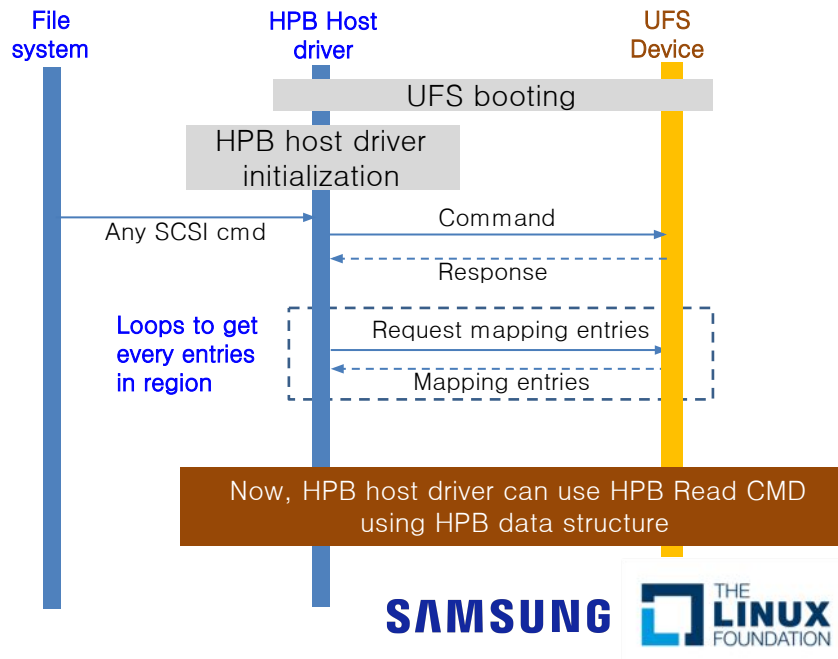 File
system
HPB Host
driver
UFS
Device
UFS booting
HPB host driver
initialization
Any SCSI cmd
Command
Response
Loops to get
every entries
in region
Request mapping entries
Mapping entries
Now, HPB host driver can use HPB Read CMD
using HPB data structure
SAMSUNG
THE
LINUX
FOUNDATION